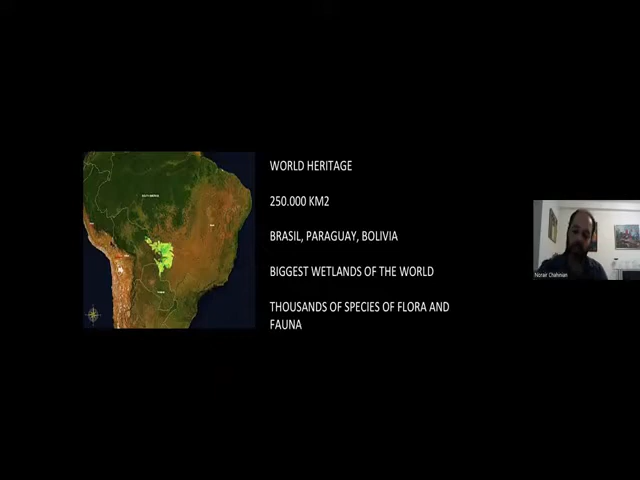 WORLD HERITAGE
250.000 KM2
BRASIL, PARAGUAY, BOLIVIA
BIGGEST WETLANDS OF THE WORLD
THOUSANDS OF SPECIES OF FLORA AND
FAUNA